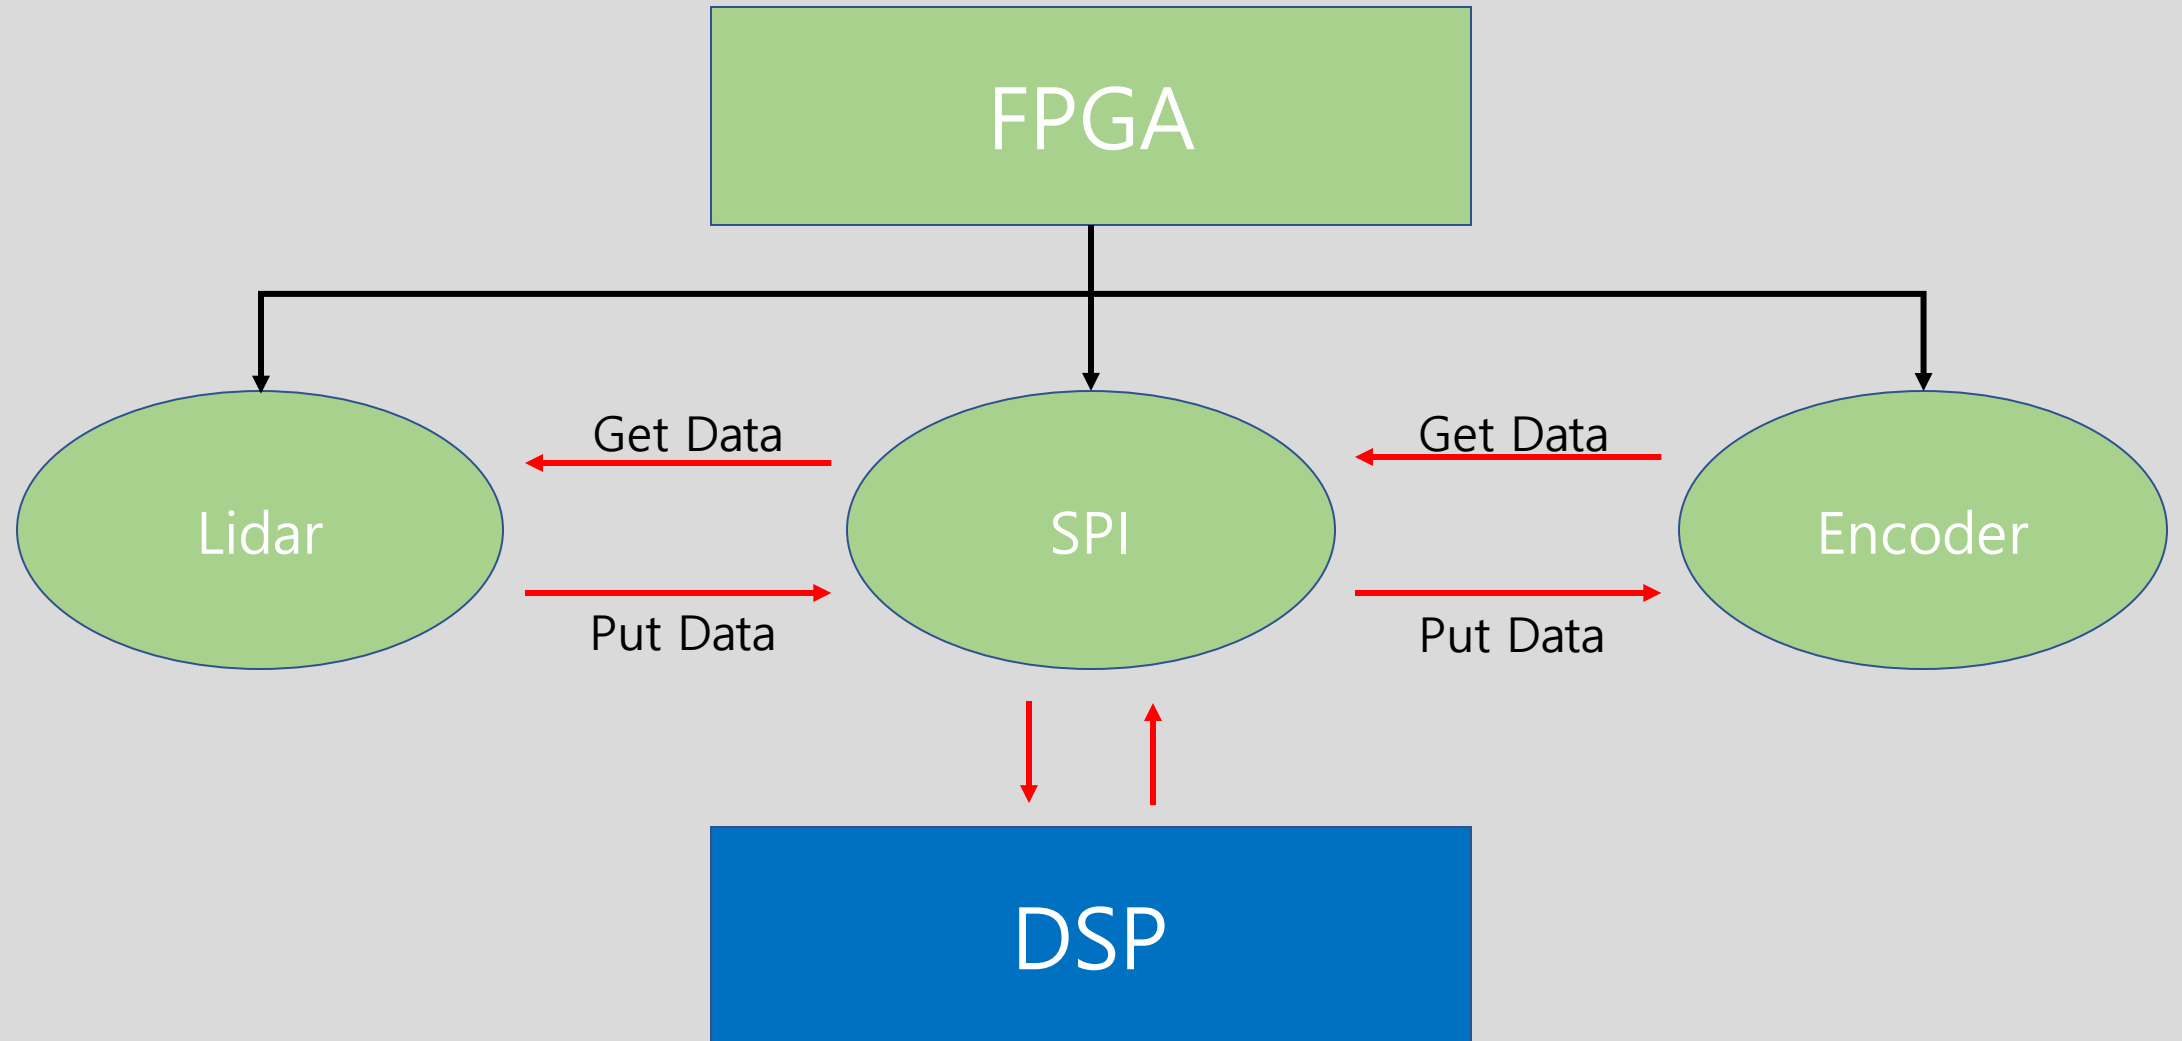 FPGA
Get Data
Get Data
Lidar
SPI
Encoder
Put Data
Put Data
DSP